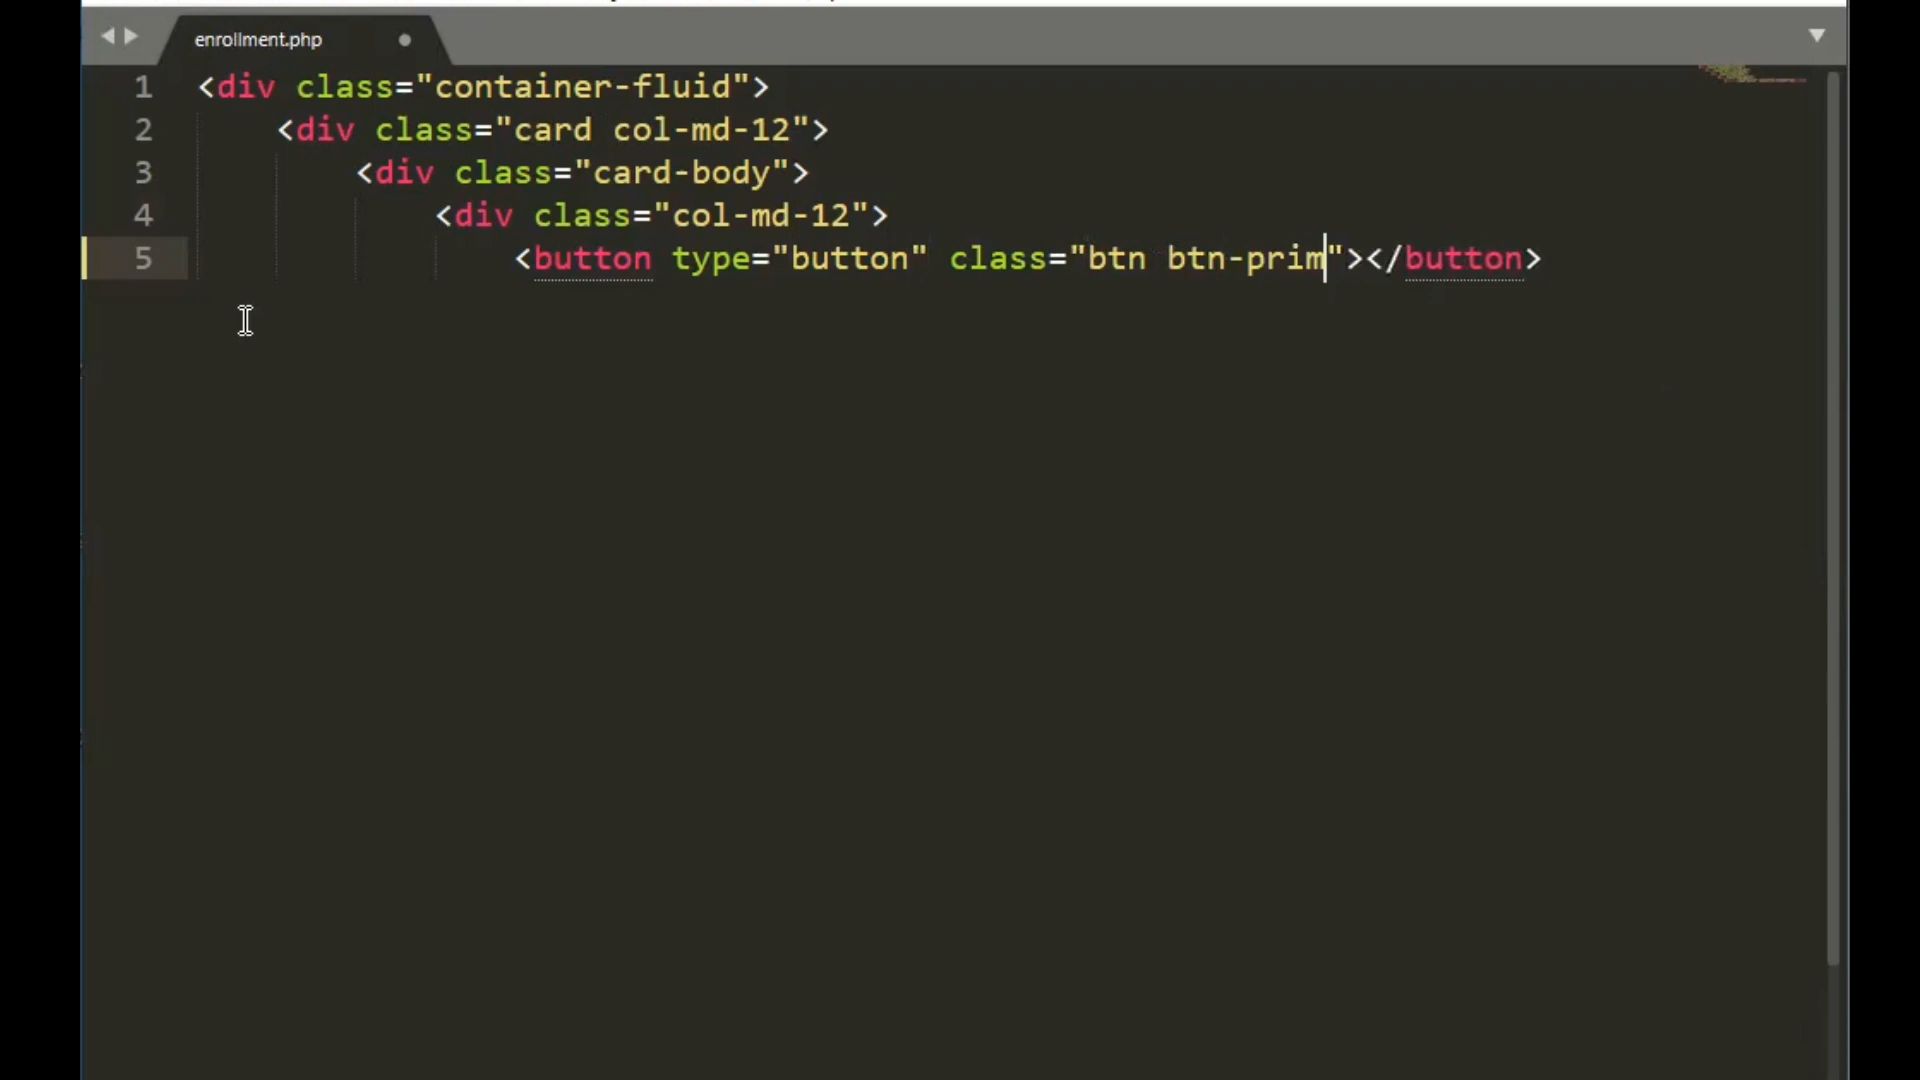 enrollment.php
1 <div class="container-fluid">
2 <div class="card col-md-12">
3 <div class="card-body">
4 <div class="col-md-12">
5 <button type="button" class="btn btn-prim"></button>